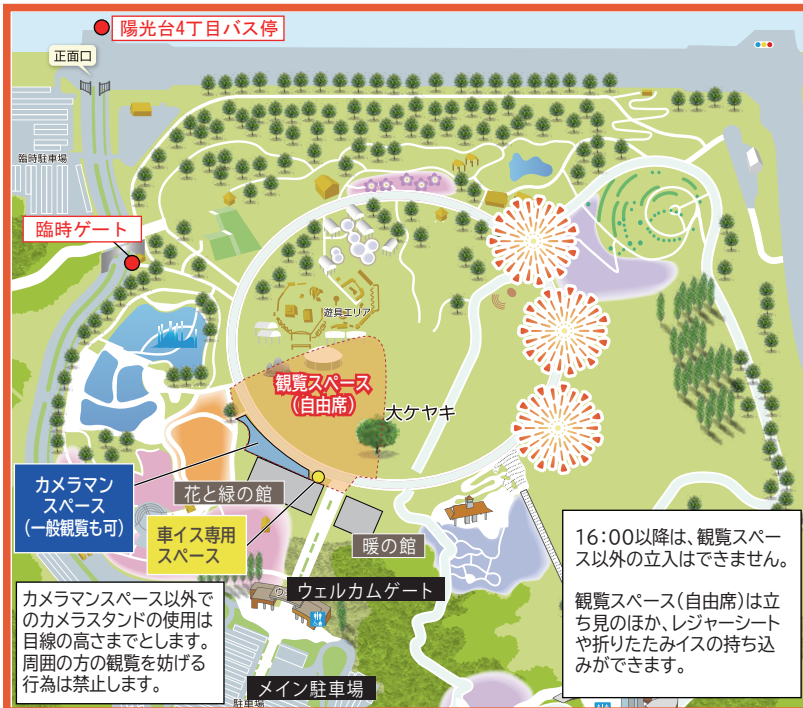 陽光台4丁目バス停
正面口
臨時駐車場
臨時ゲート
遊具エリア
観覧スペース
(自由席)
大ケヤキ
カメラマン
スペース
(一般観覧も可)
花と緑の館
車イス専用
スペース
暖の館
ウェルカムゲート
メイン駐車場
駐車場
カメラマンスペース以外で
のカメラスタンドの使用は
目線の高さまでとします。
周囲の方の観覧を妨げる
行為は禁止します。
16:00以降は、観覧スペー
ス以外の立入はできません。
観覧スペース(自由席)は立
ち見のほか、レジャーシート
や折りたたみイスの持ち込
みができます。